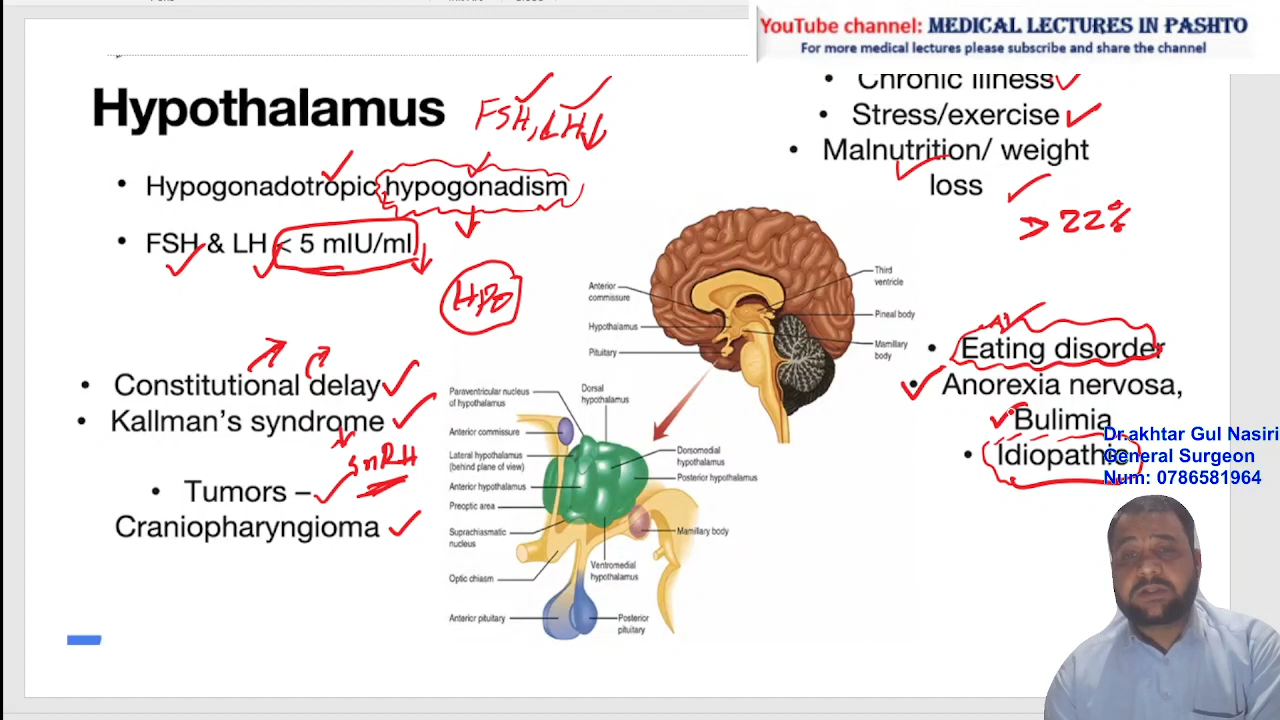 YouTube channel: MEDICAL LECTURES IN PASHTO
For more medical lectures please subscribe and share the channel
Hypothalamus
FSH, LH
• Hypogonadotropic hypogonadism
• FSH & LH < 5 mIU/ml
HPO
• Constitutional delay
• Kallman's syndrome
GnRH
• Tumors –
Craniopharyngioma
• Chronic illness
• Stress/exercise
• Malnutrition/ weight
loss
> 22%
• Eating disorder
• Anorexia nervosa,
Bulimia
• Idiopathic
Anterior
commissure
Hypothalamus
Pituitary
Third
ventricle
Pineal body
Mamillary
body
Paraventricular nucleus
of hypothalamus
Anterior commissure
Lateral hypothalamus
(behind plane of view)
Anterior hypothalamus
Preoptic area
Suprachiasmatic
nucleus
Optic chiasm
Anterior pituitary
Dorsal
hypothalamus
Dorsomodial
hypothalamus
Posterior hypothalamus
Mamillary body
Ventromedial
hypothalamus
Posterior
pituitary
Dr.akhtar Gul Nasiri
General Surgeon
Num: 0786581964